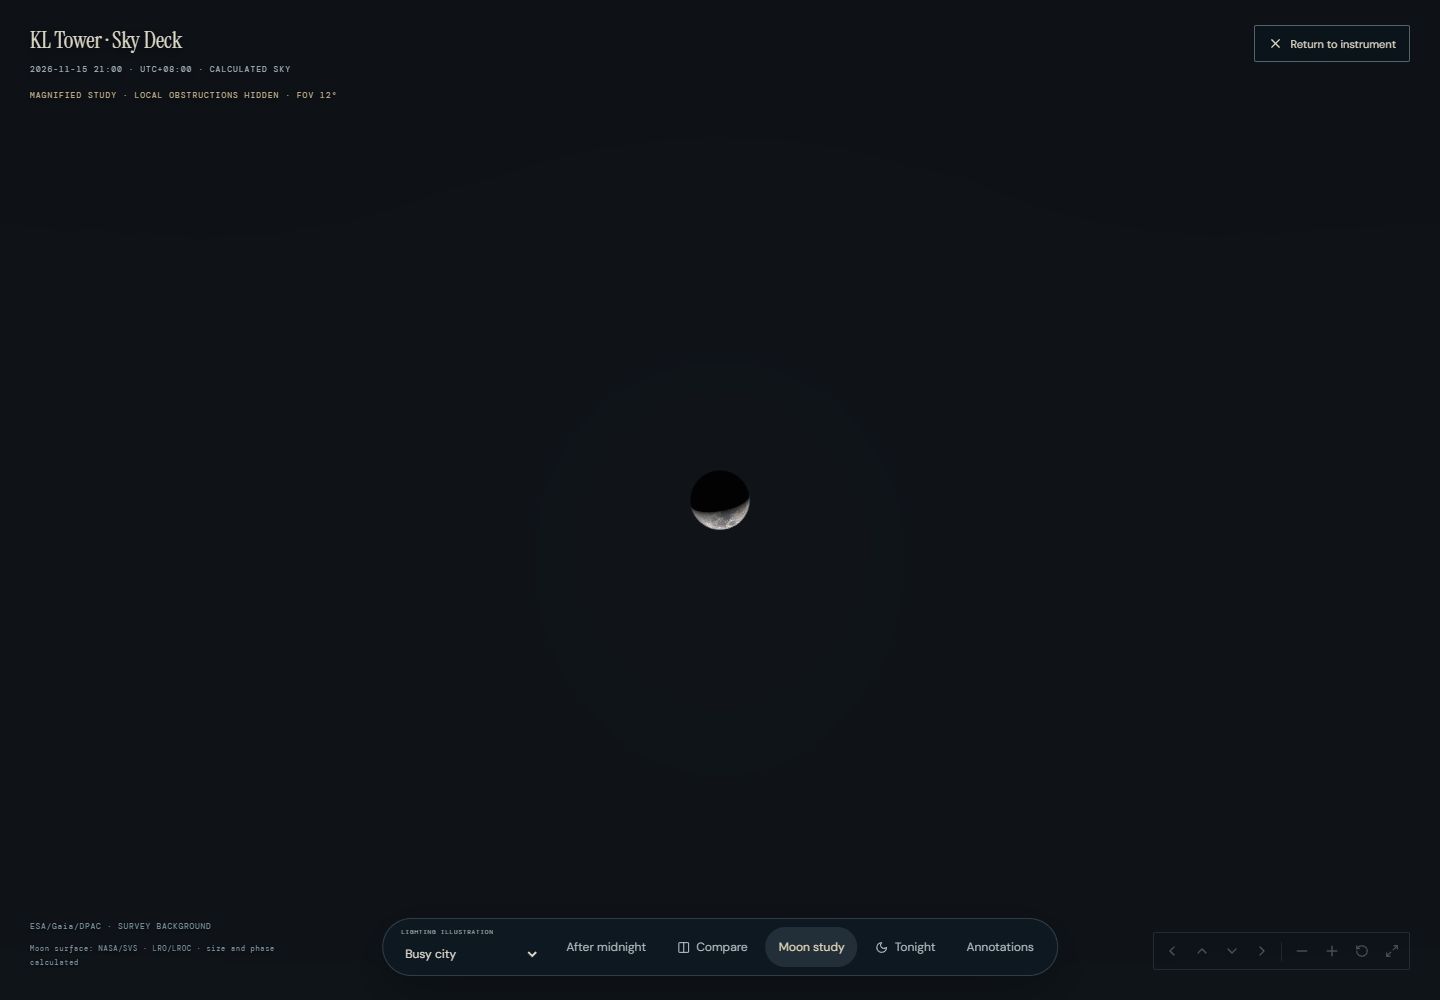 KL Tower · Sky Deck
Return to instrument
2026-11-15 21:00 · UTC+08:00 · CALCULATED SKY
MAGNIFIED STUDY · LOCAL OBSTRUCTIONS HIDDEN · FOV 12°
ESA/Gaia/DPAC · SURVEY BACKGROUND
Moon surface: NASA/SVS · LRO/LROC · size and phase
calculated
LIGHTING ILLUSTRATION
Busy city
After midnight
Compare
Moon study
Tonight
Annotations